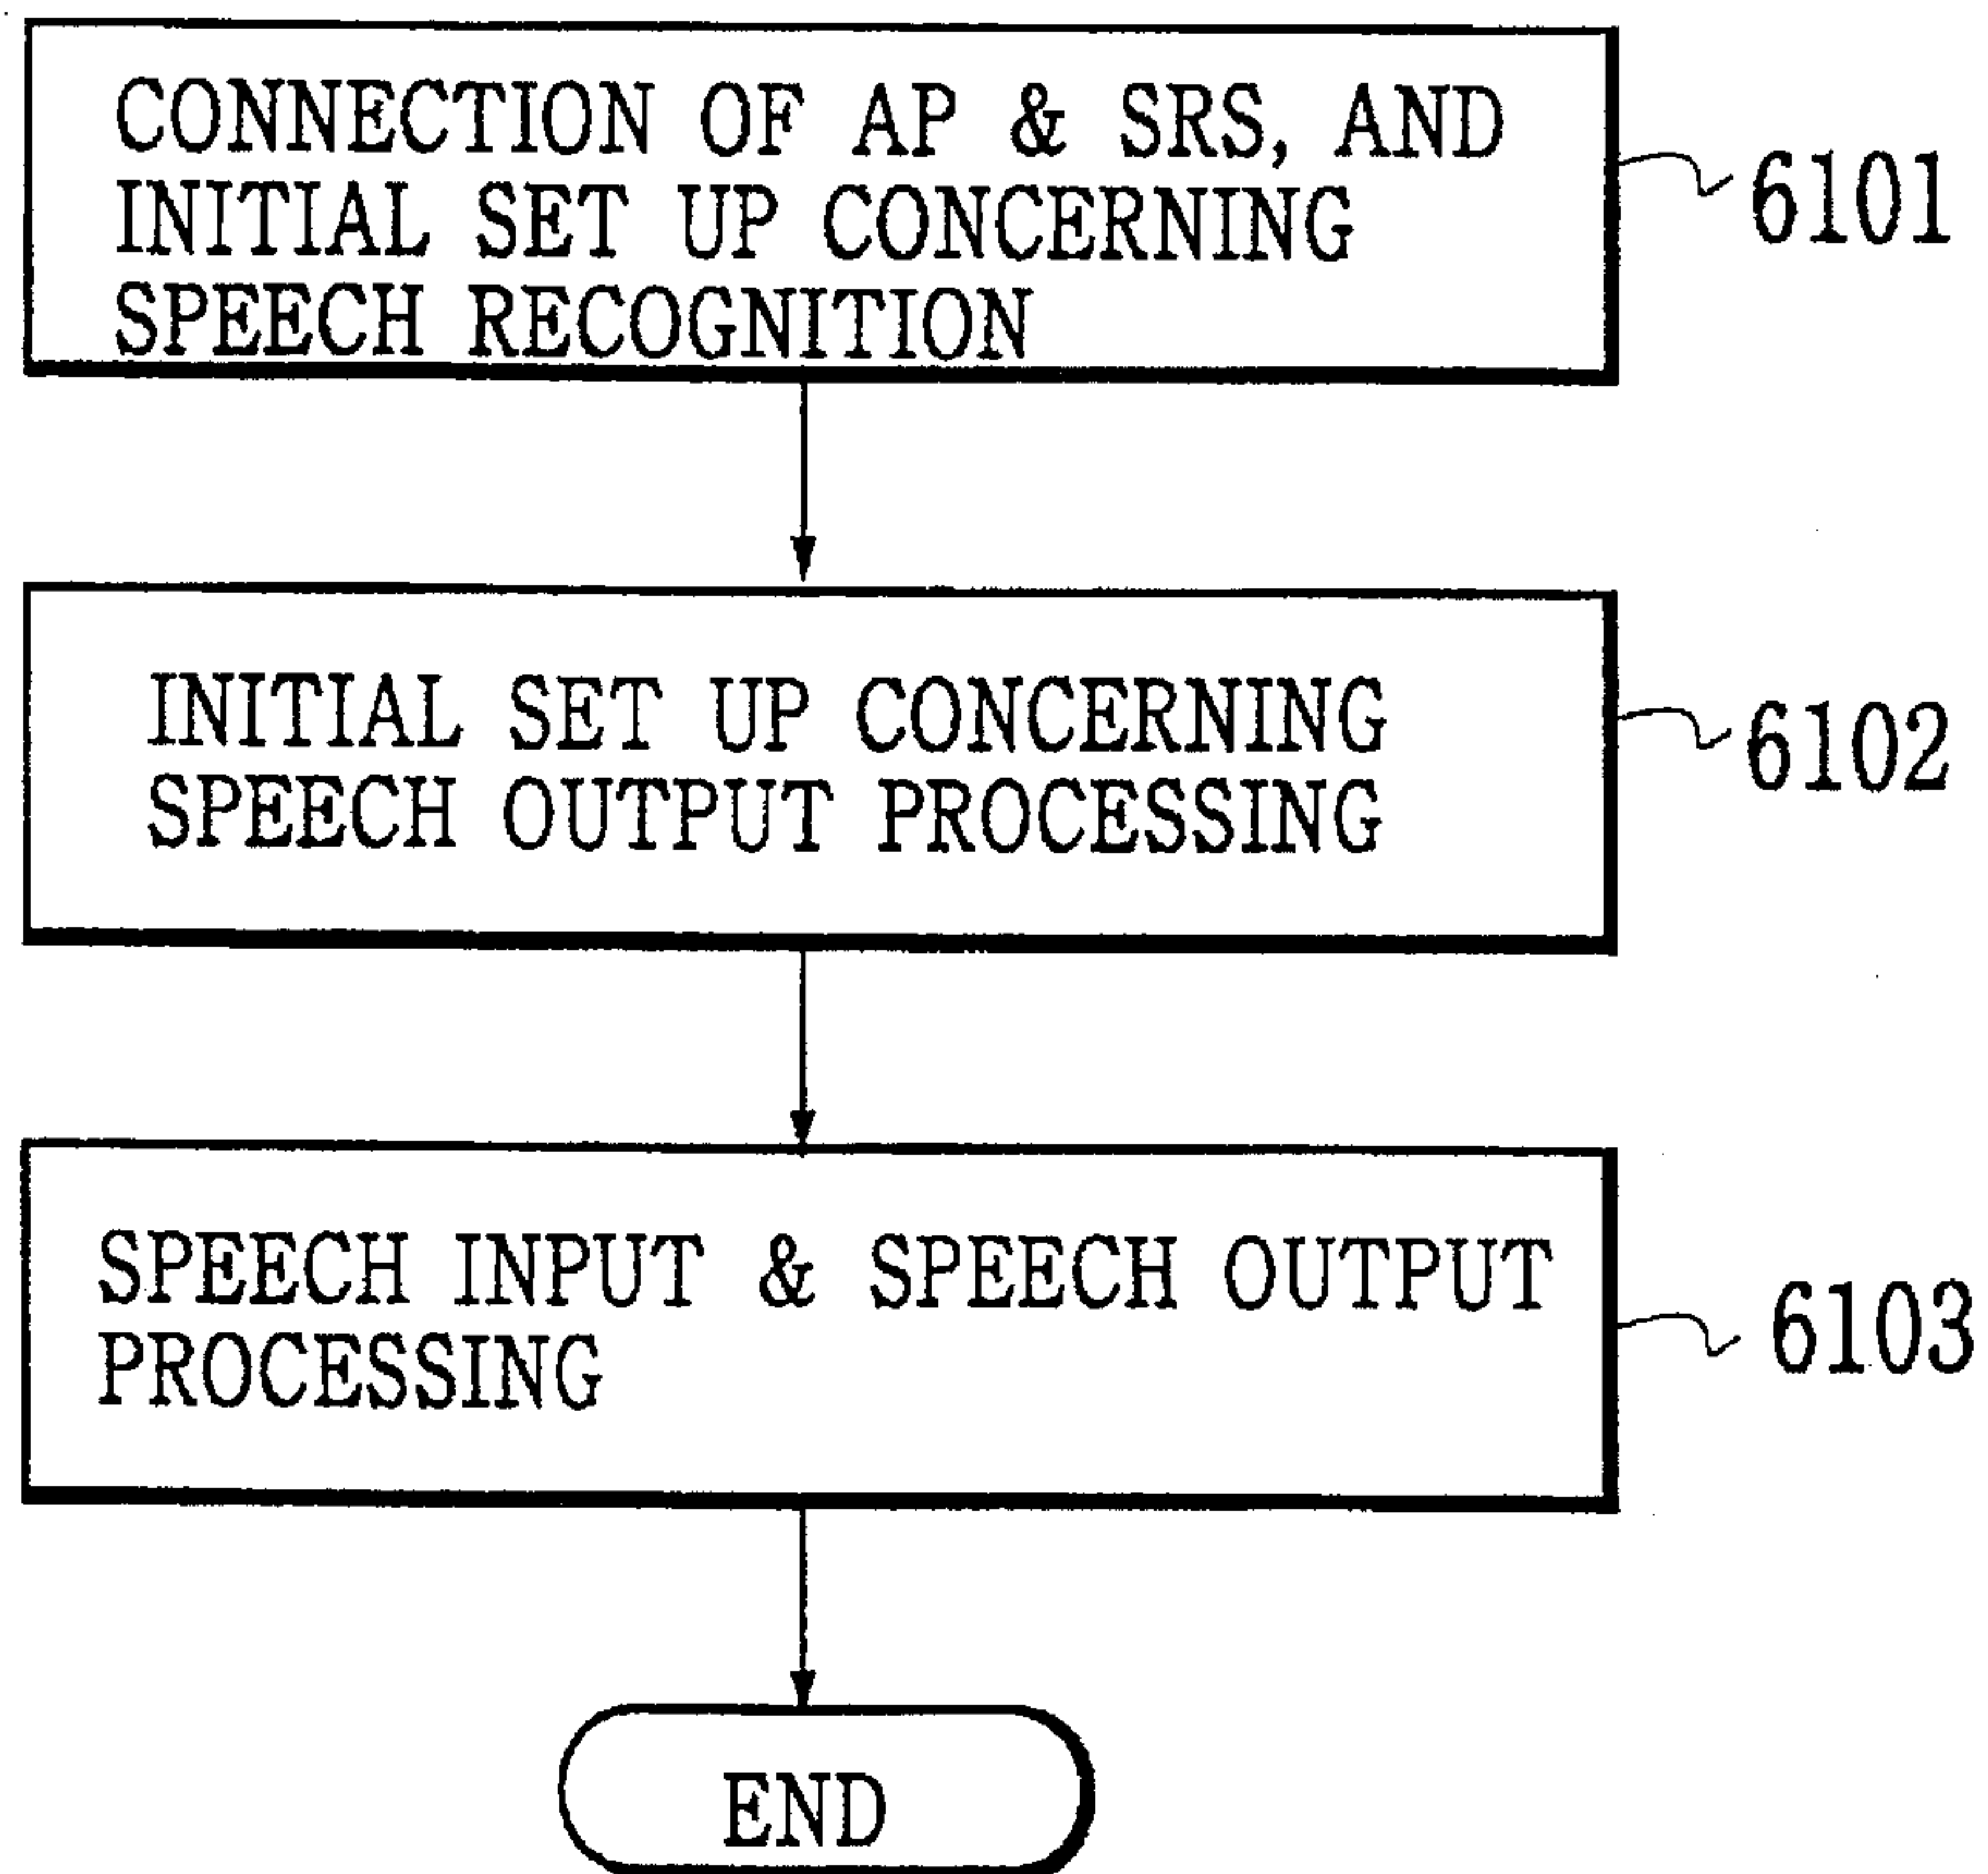 CONNECTION OF AP & SRS, AND
INITIAL SET UP CONCERNING
SPEECH RECOGNITION
6101
INITIAL SET UP CONCERNING
SPEECH OUTPUT PROCESSING
6102
SPEECH INPUT & SPEECH OUTPUT
PROCESSING
6103
END